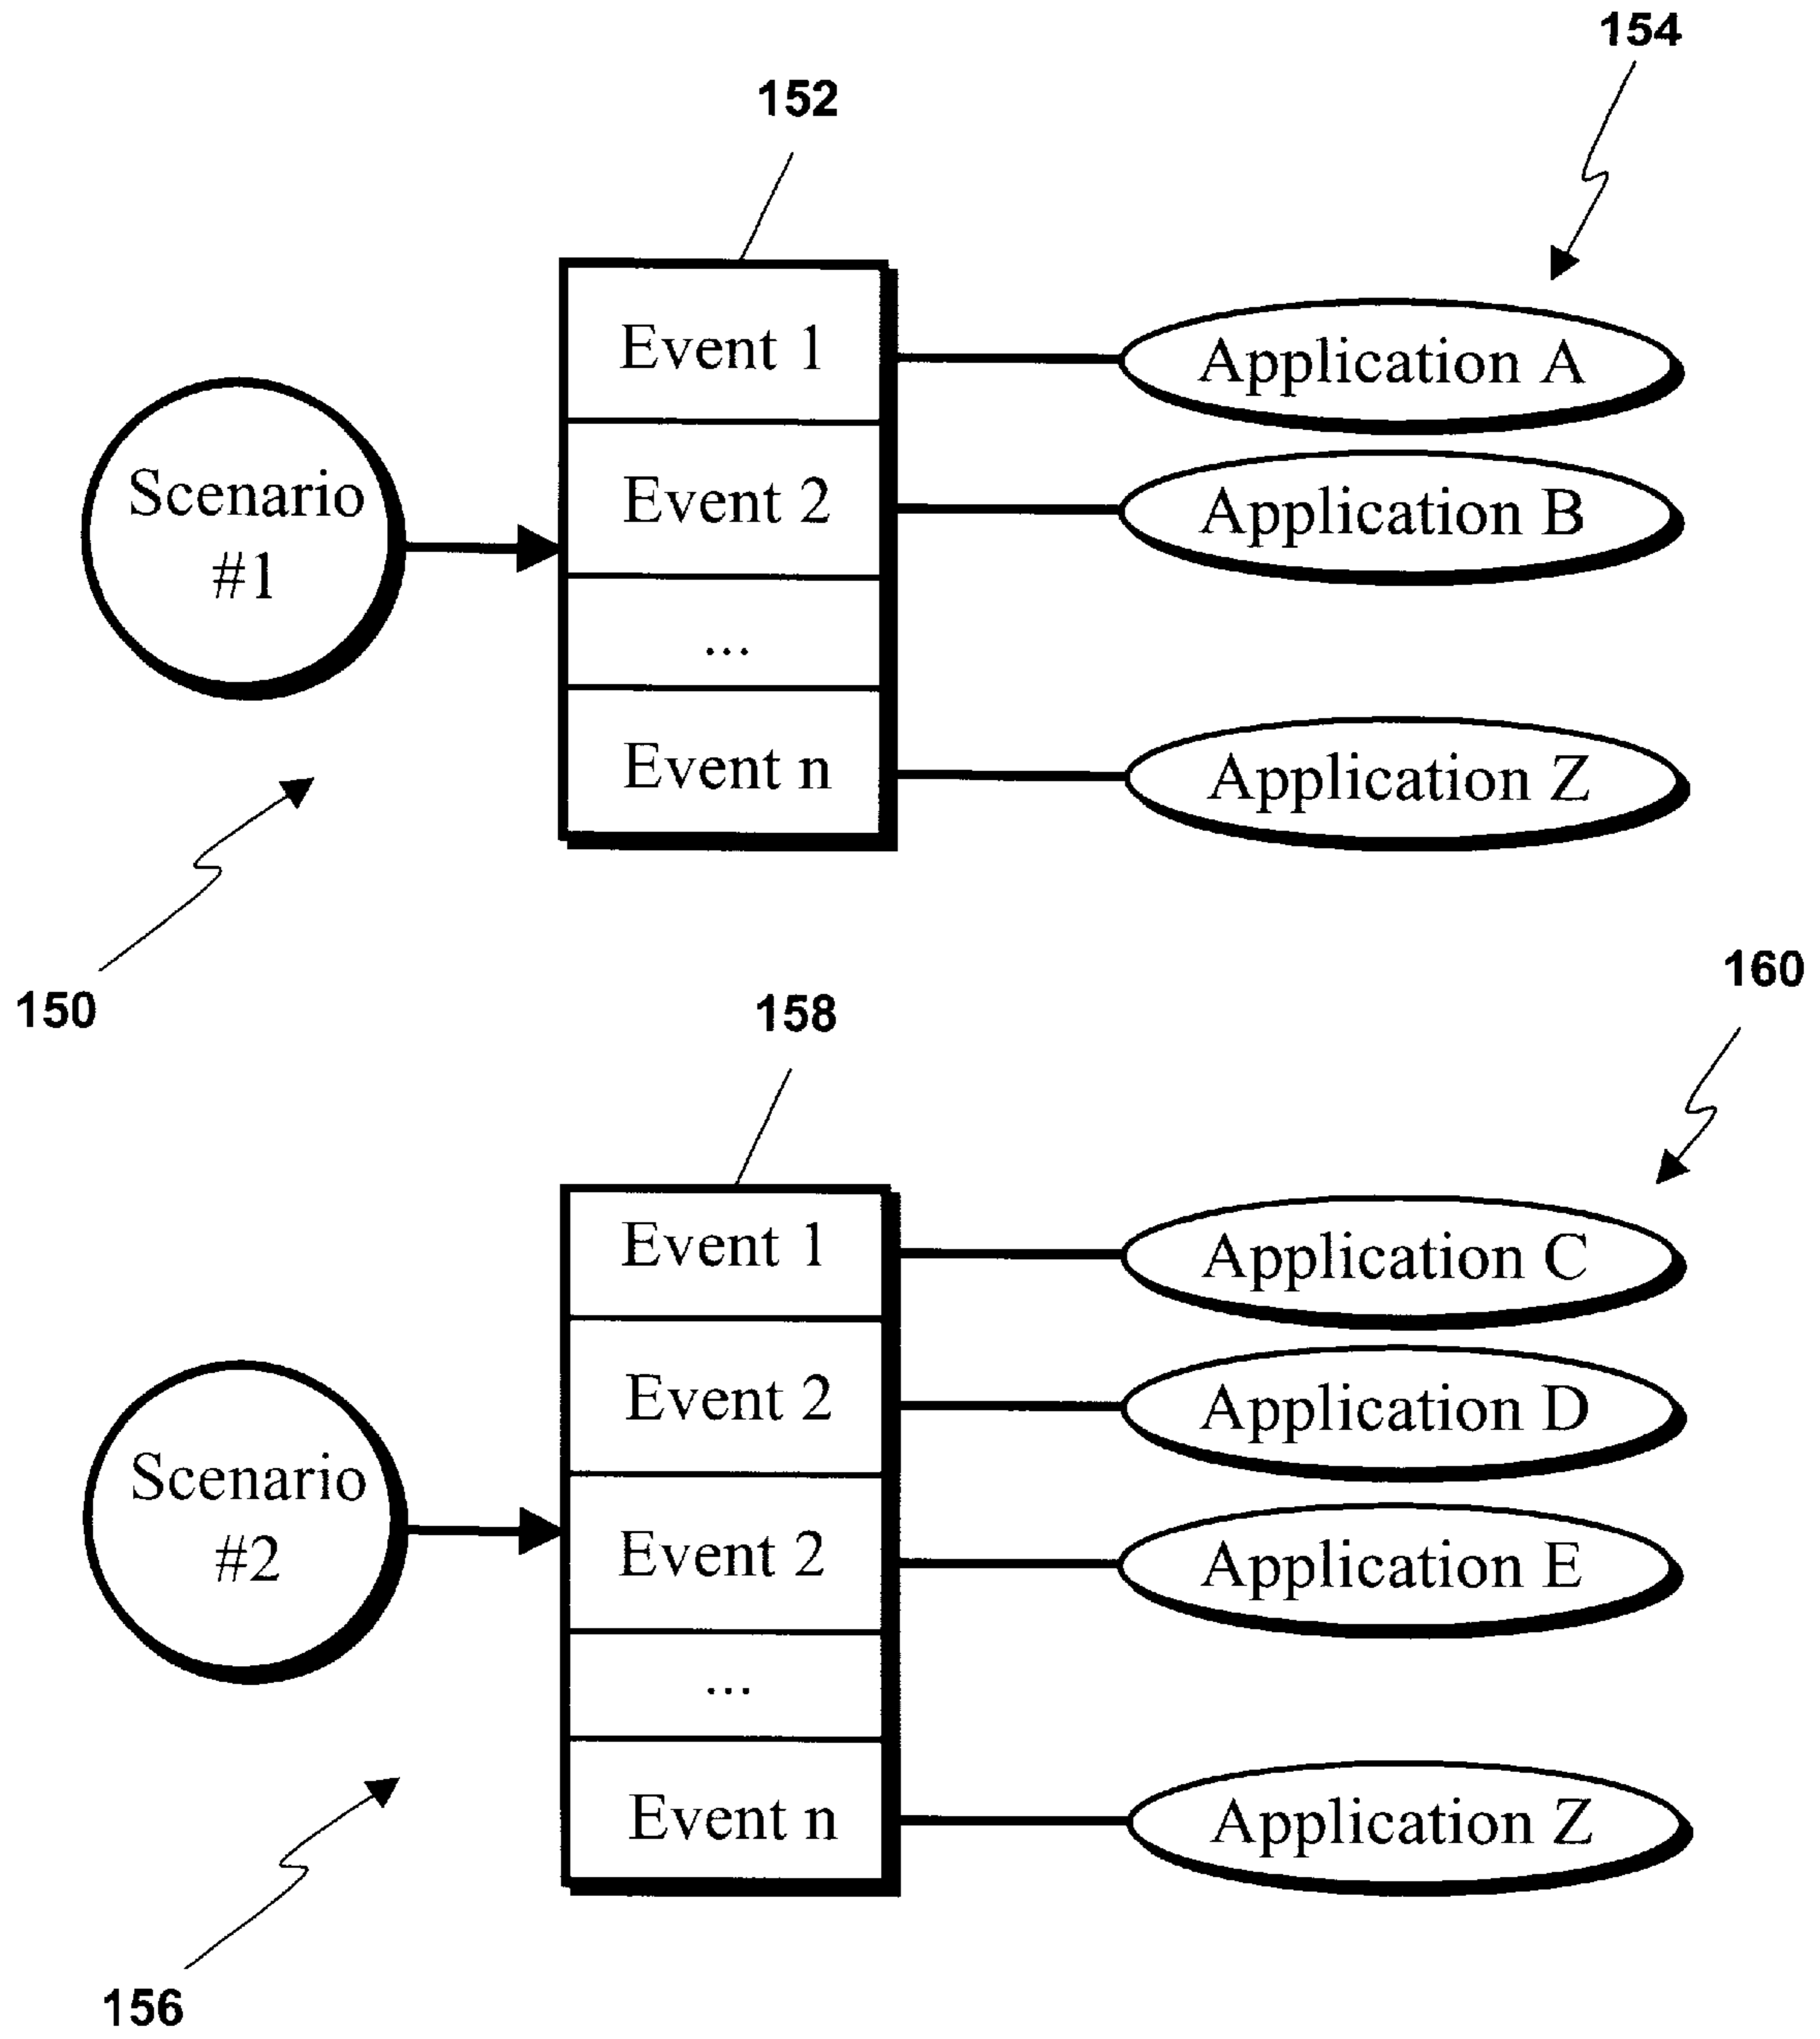 154
152
Event 1
Application A
Scenario
#1
Event 2
Application B
...
Event n
Application Z
150
160
158
Event 1
Application C
Event 2
Application D
Scenario
#2
Event 2
Application E
...
Event n
Application Z
156